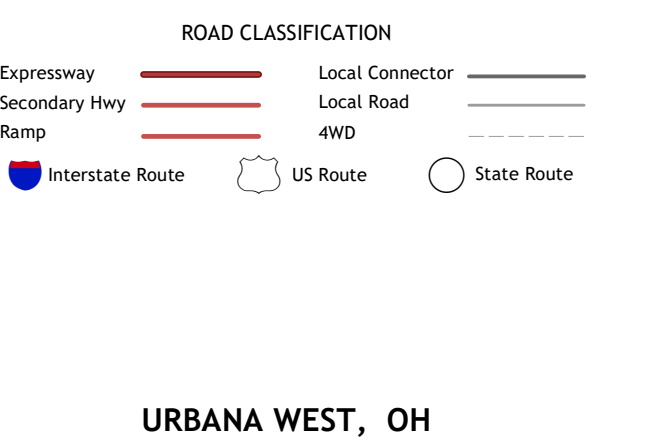 ROAD CLASSIFICATION
Expressway
Local Connector
Secondary Hwy
Local Road
Ramp
4WD
Interstate Route
US Route
State Route
URBANA WEST, OH